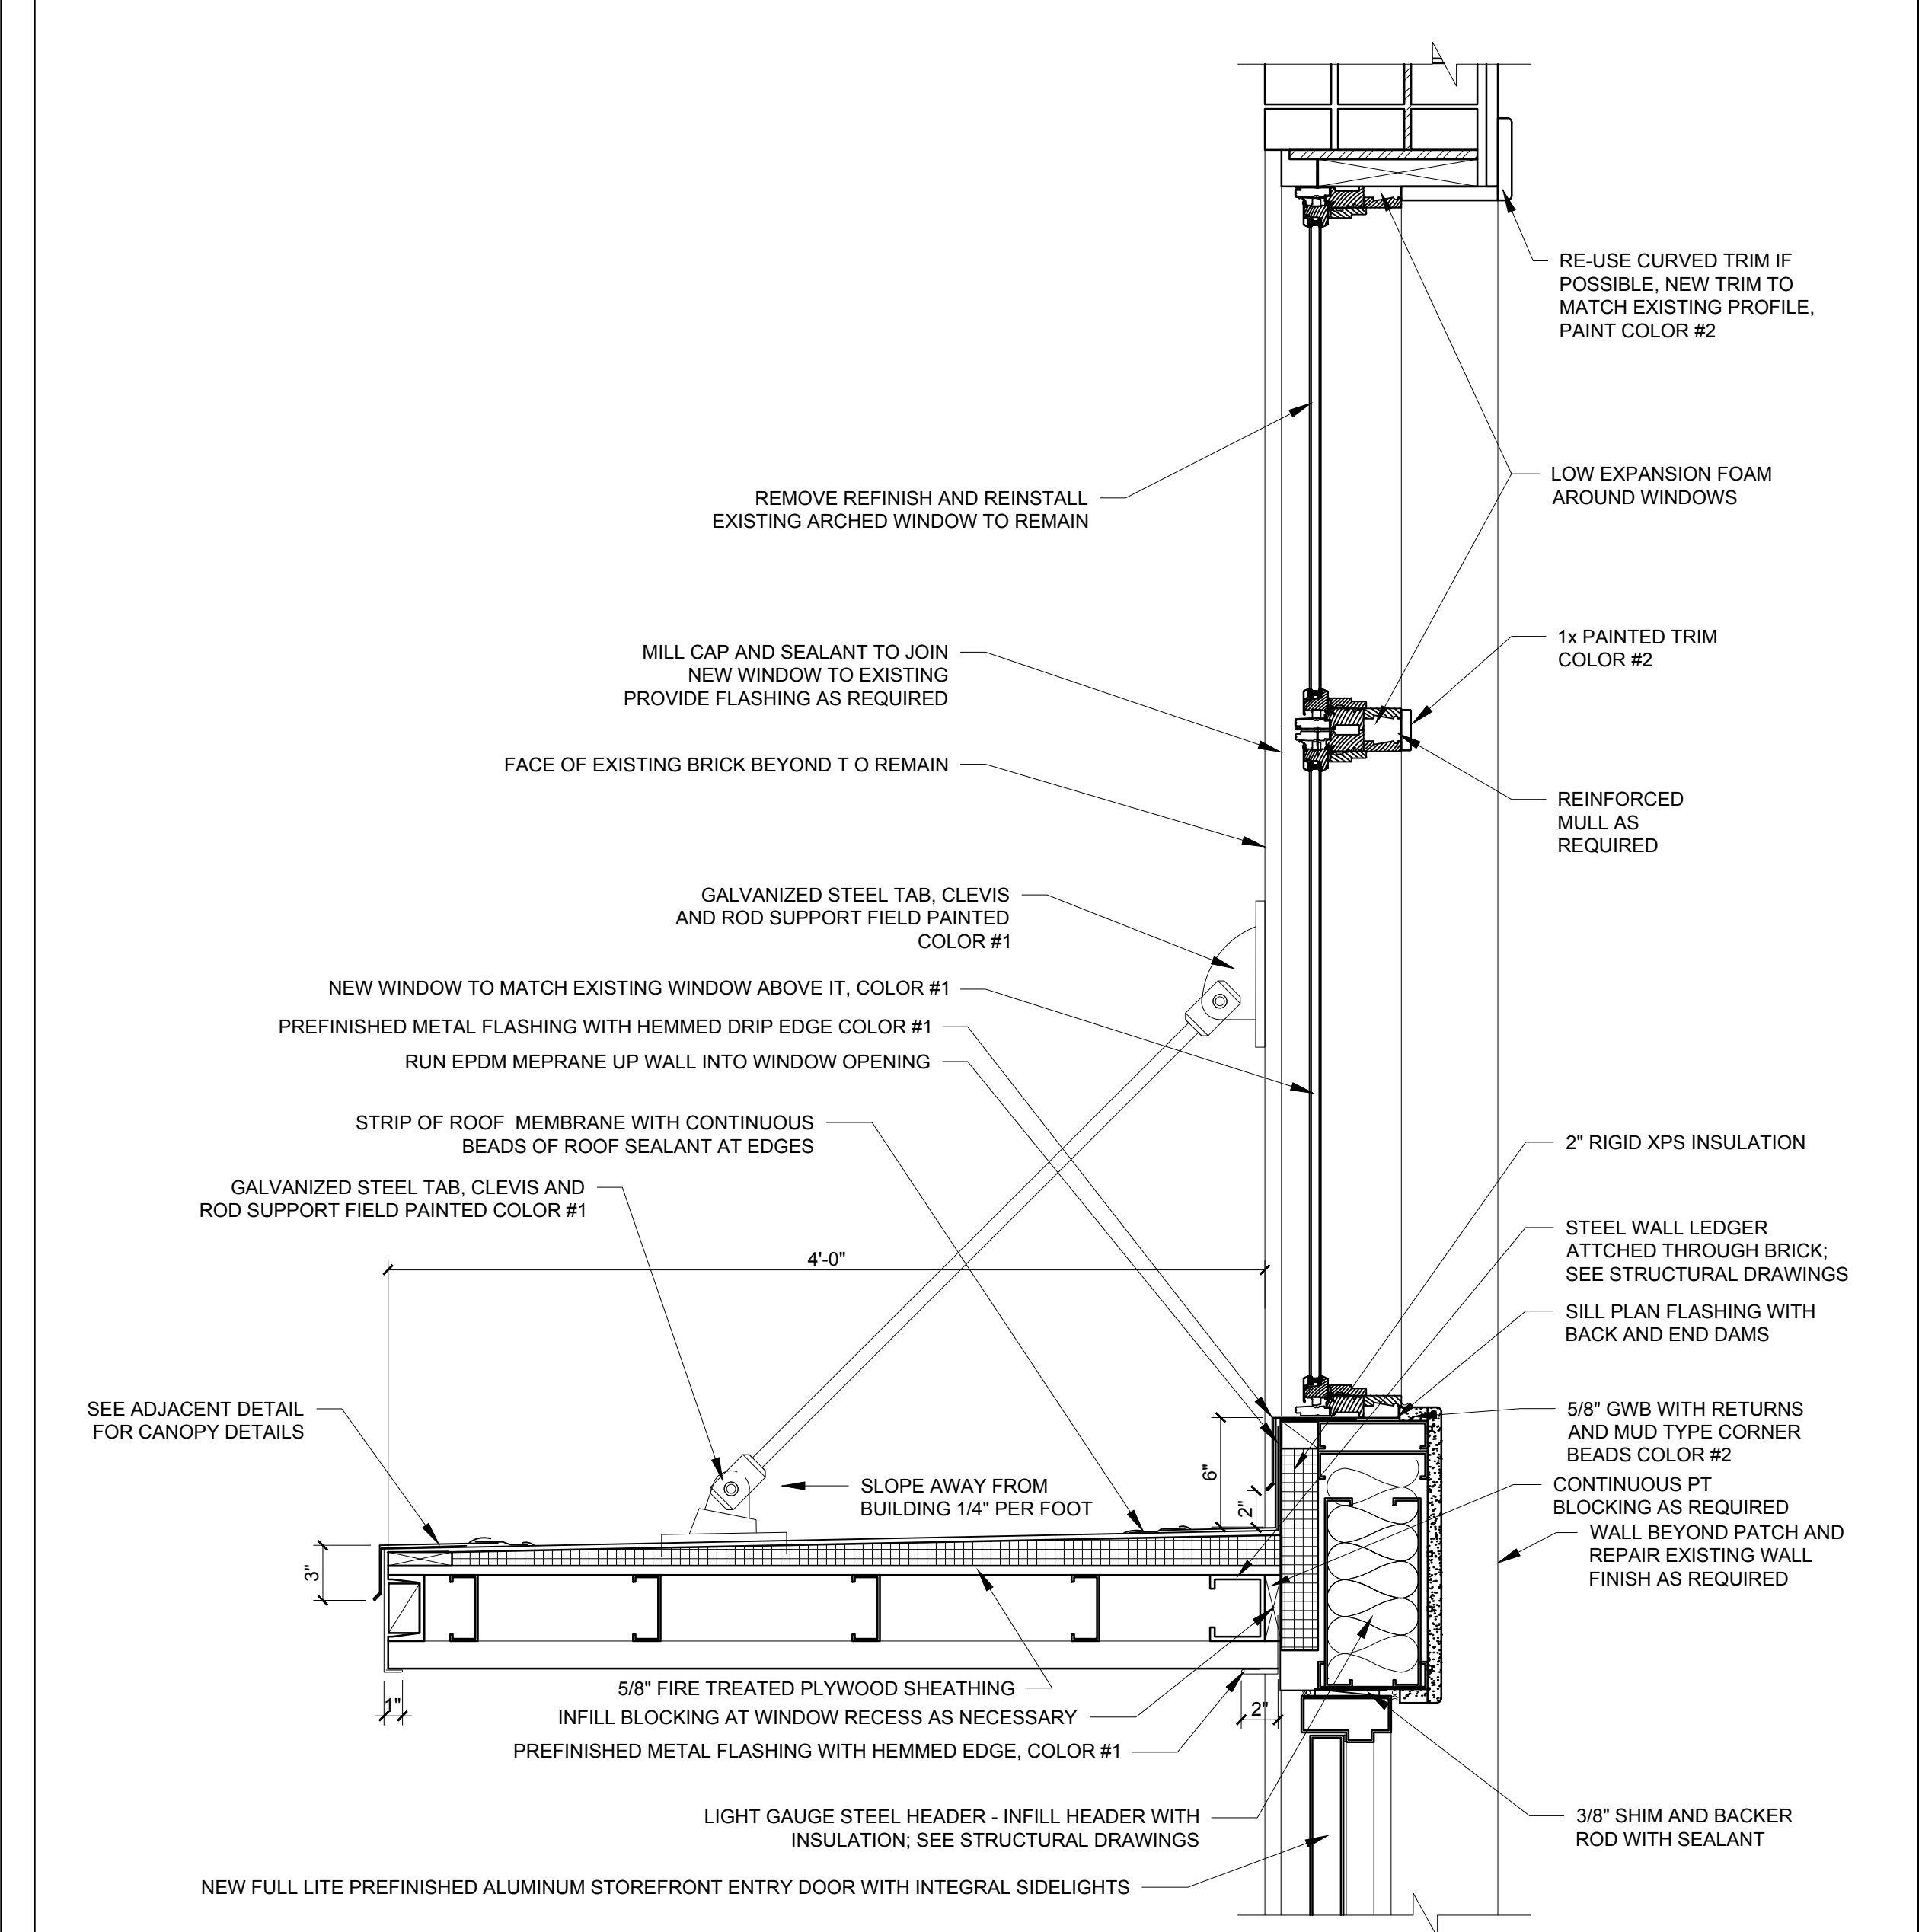 RE-USE CURVED TRIM IF
POSSIBLE, NEW TRIM TO
MATCH EXISTING PROFILE,
PAINT COLOR #2
LOW EXPANSION FOAM
AROUND WINDOWS
REMOVE REFINISH AND REINSTALL
EXISTING ARCHED WINDOW TO REMAIN
1x PAINTED TRIM
COLOR #2
MILL CAP AND SEALANT TO JOIN
NEW WINDOW TO EXISTING
PROVIDE FLASHING AS REQUIRED
FACE OF EXISTING BRICK BEYOND T O REMAIN
REINFORCED
MULL AS
REQUIRED
GALVANIZED STEEL TAB, CLEVIS
AND ROD SUPPORT FIELD PAINTED
COLOR #1
NEW WINDOW TO MATCH EXISTING WINDOW ABOVE IT, COLOR #1
PREFINISHED METAL FLASHING WITH HEMMED DRIP EDGE COLOR #1
RUN EPDM MEPRANE UP WALL INTO WINDOW OPENING
STRIP OF ROOF MEMBRANE WITH CONTINUOUS
BEADS OF ROOF SEALANT AT EDGES
2" RIGID XPS INSULATION
GALVANIZED STEEL TAB, CLEVIS AND
ROD SUPPORT FIELD PAINTED COLOR #1
STEEL WALL LEDGER
ATTCHED THROUGH BRICK;
SEE STRUCTURAL DRAWINGS
4'-0"
SILL PLAN FLASHING WITH
BACK AND END DAMS
SEE ADJACENT DETAIL
FOR CANOPY DETAILS
5/8" GWB WITH RETURNS
AND MUD TYPE CORNER
BEADS COLOR #2
6"
2"
SLOPE AWAY FROM
BUILDING 1/4" PER FOOT
CONTINUOUS PT
BLOCKING AS REQUIRED
WALL BEYOND PATCH AND
REPAIR EXISTING WALL
FINISH AS REQUIRED
3"
5/8" FIRE TREATED PLYWOOD SHEATHING
1"
2"
INFILL BLOCKING AT WINDOW RECESS AS NECESSARY
PREFINISHED METAL FLASHING WITH HEMMED EDGE, COLOR #1
LIGHT GAUGE STEEL HEADER - INFILL HEADER WITH
INSULATION; SEE STRUCTURAL DRAWINGS
3/8" SHIM AND BACKER
ROD WITH SEALANT
NEW FULL LITE PREFINISHED ALUMINUM STOREFRONT ENTRY DOOR WITH INTEGRAL SIDELIGHTS